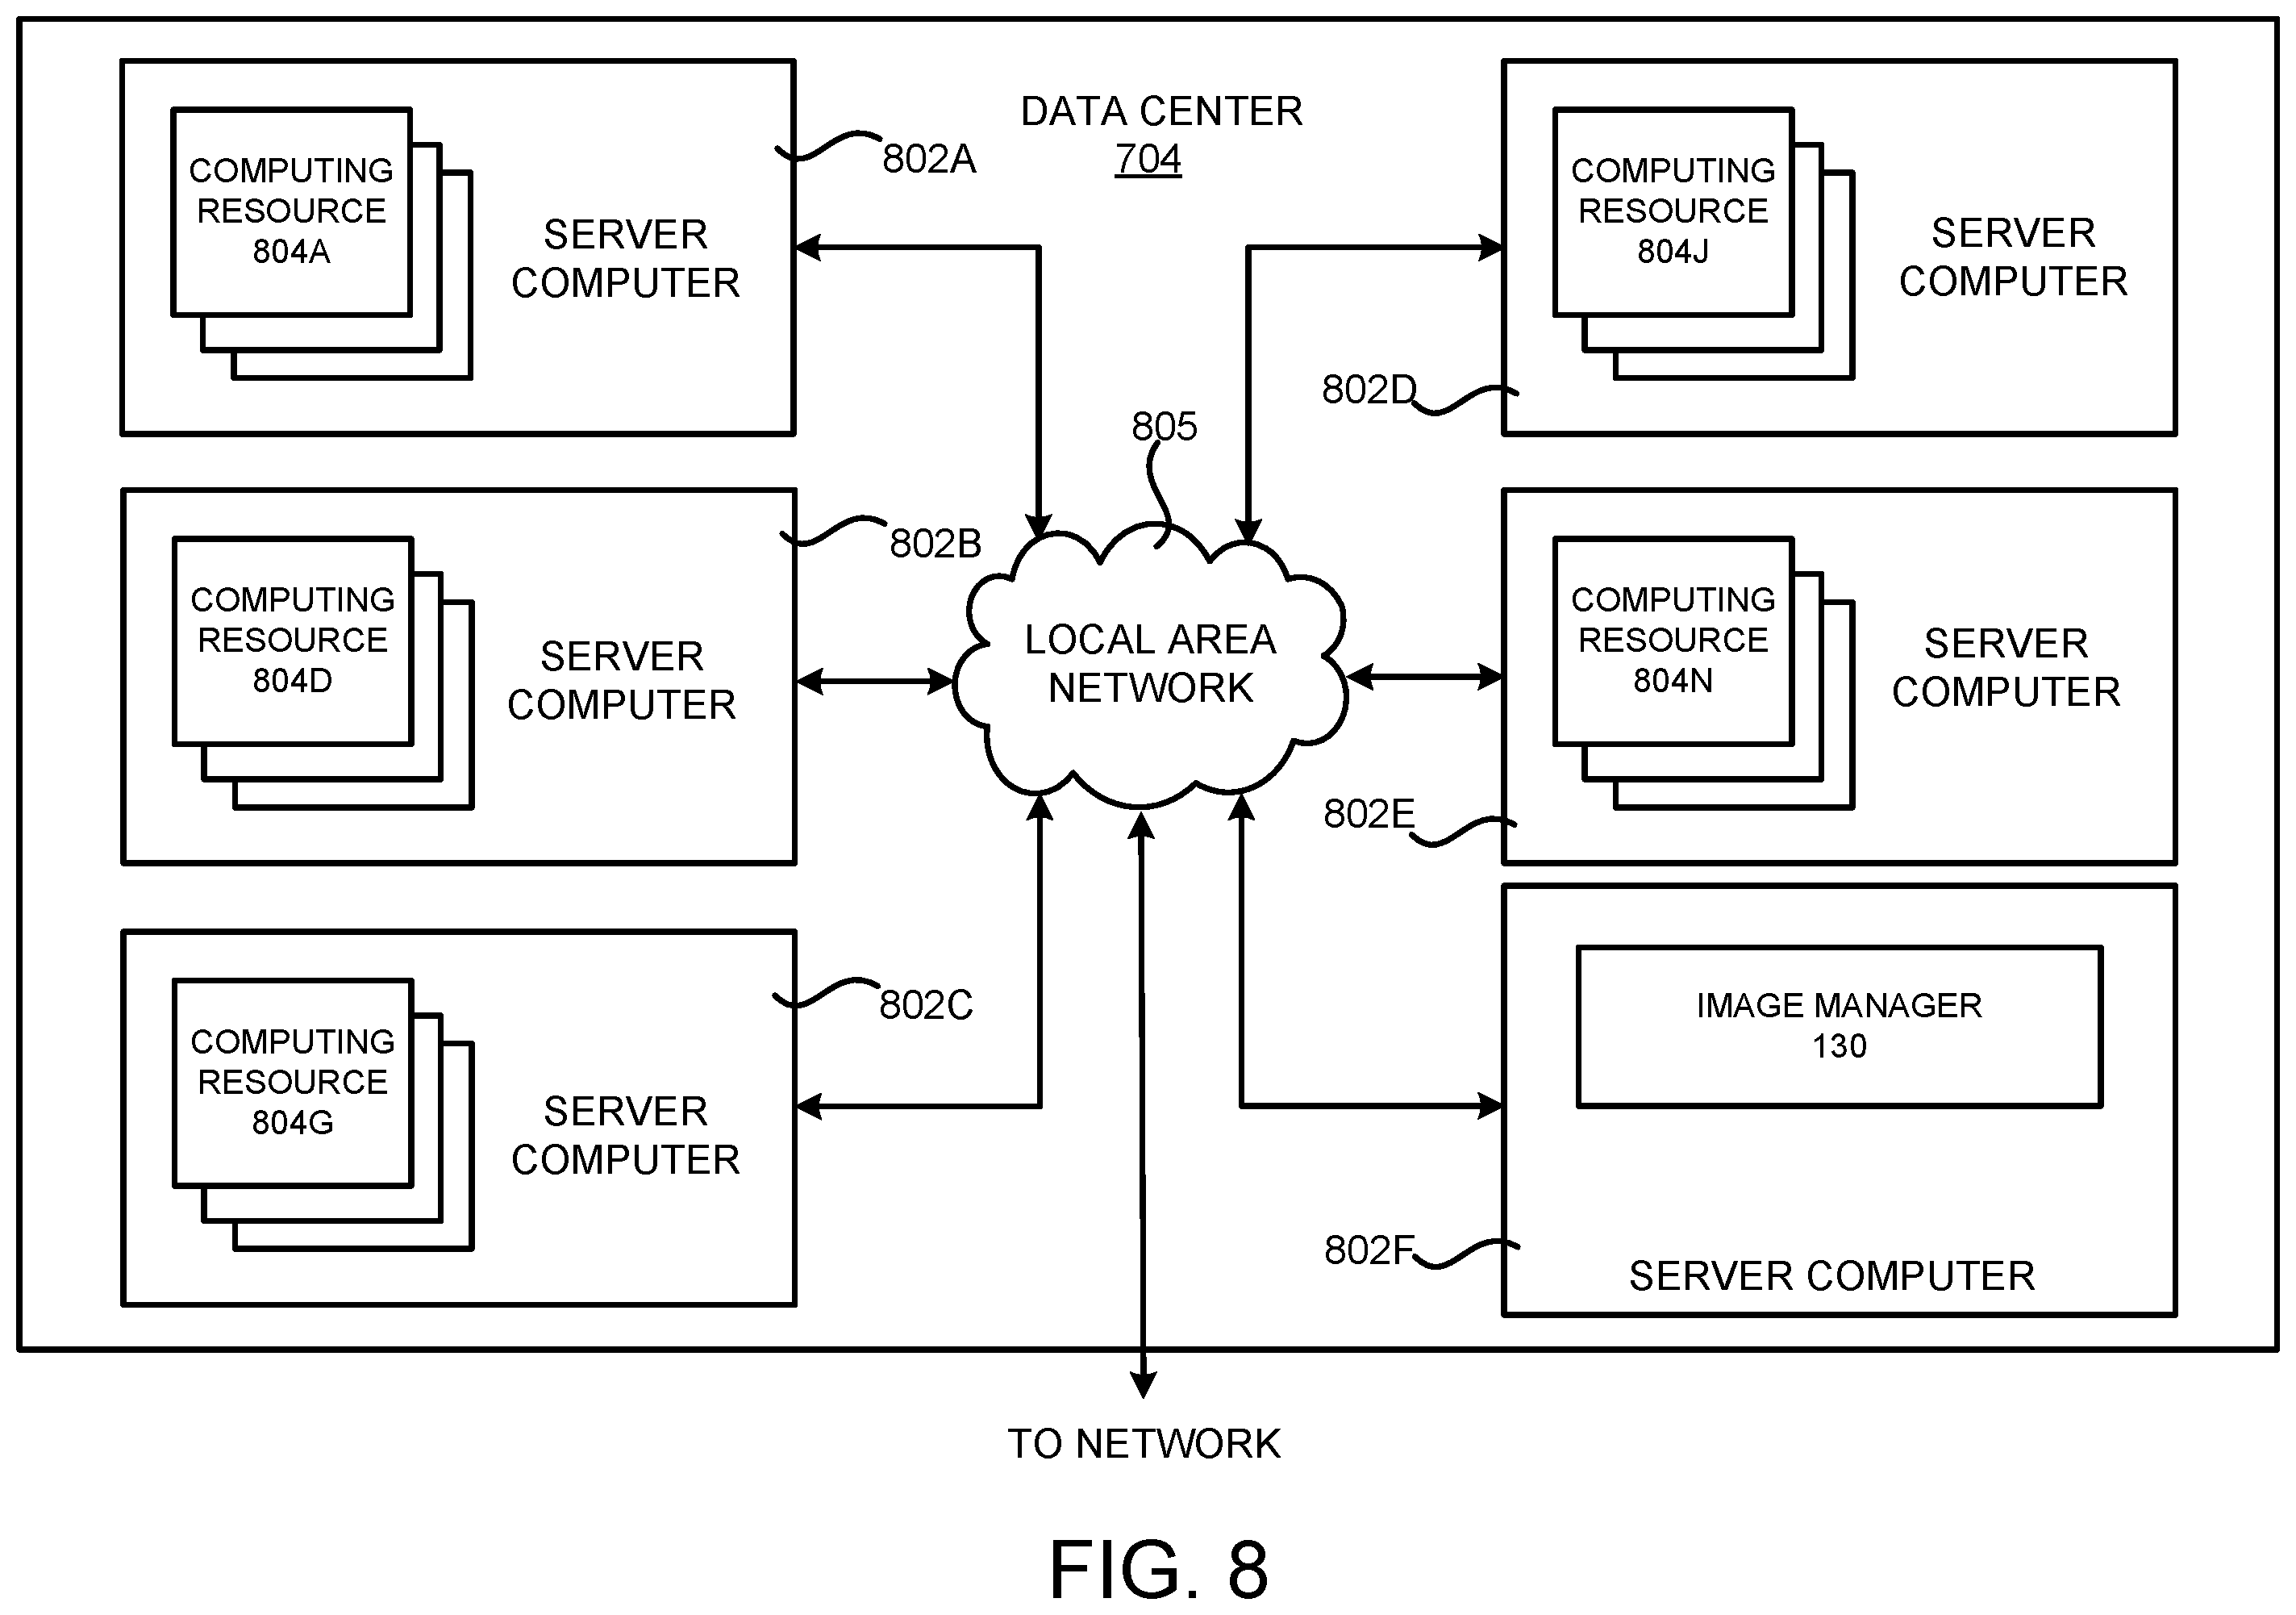 DATA CENTER
704
COMPUTING
RESOURCE
804A
SERVER
COMPUTER
802A
COMPUTING
RESOURCE
804D
SERVER
COMPUTER
802B
COMPUTING
RESOURCE
804G
SERVER
COMPUTER
802C
805
LOCAL AREA
NETWORK
COMPUTING
RESOURCE
804J
SERVER
COMPUTER
802D
COMPUTING
RESOURCE
804N
SERVER
COMPUTER
802E
IMAGE MANAGER
130
802F
SERVER COMPUTER
TO NETWORK
FIG. 8